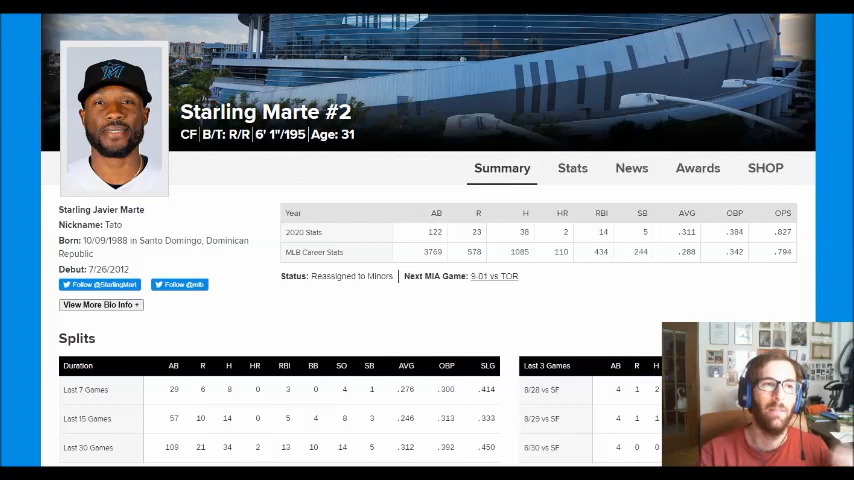 Starling Marte #2
CF B/T: R/R 6' 1"/195 Age: 31
Summary Stats News Awards SHOP
Starling Javier Marte
Nickname: Tato
Born: 10/09/1988 in Santo Domingo, Dominican
Republic
Debut: 7/26/2012
Follow @StarlingMart Follow @mlb
View More Bio Info +
Year AB R H HR RBI SB AVG OBP OPS
2020 Stats 122 23 38 2 14 5 .311 .384 .827
MLB Career Stats 3769 578 1085 110 434 244 .288 .342 .794
Status: Reassigned to Minors Next MIA Game: 9-01 vs TOR
Splits
Duration AB R H HR RBI BB SO SB AVG OBP SLG
Last 7 Games 29 6 8 0 3 0 4 1 .276 .300 .414
Last 15 Games 57 10 14 0 5 4 8 3 .246 .313 .333
Last 30 Games 109 21 34 2 13 10 14 5 .312 .392 .450
Last 3 Games AB R H
8/28 vs SF 4 1 2
8/29 vs SF 4 1 1
8/30 vs SF 4 0 0